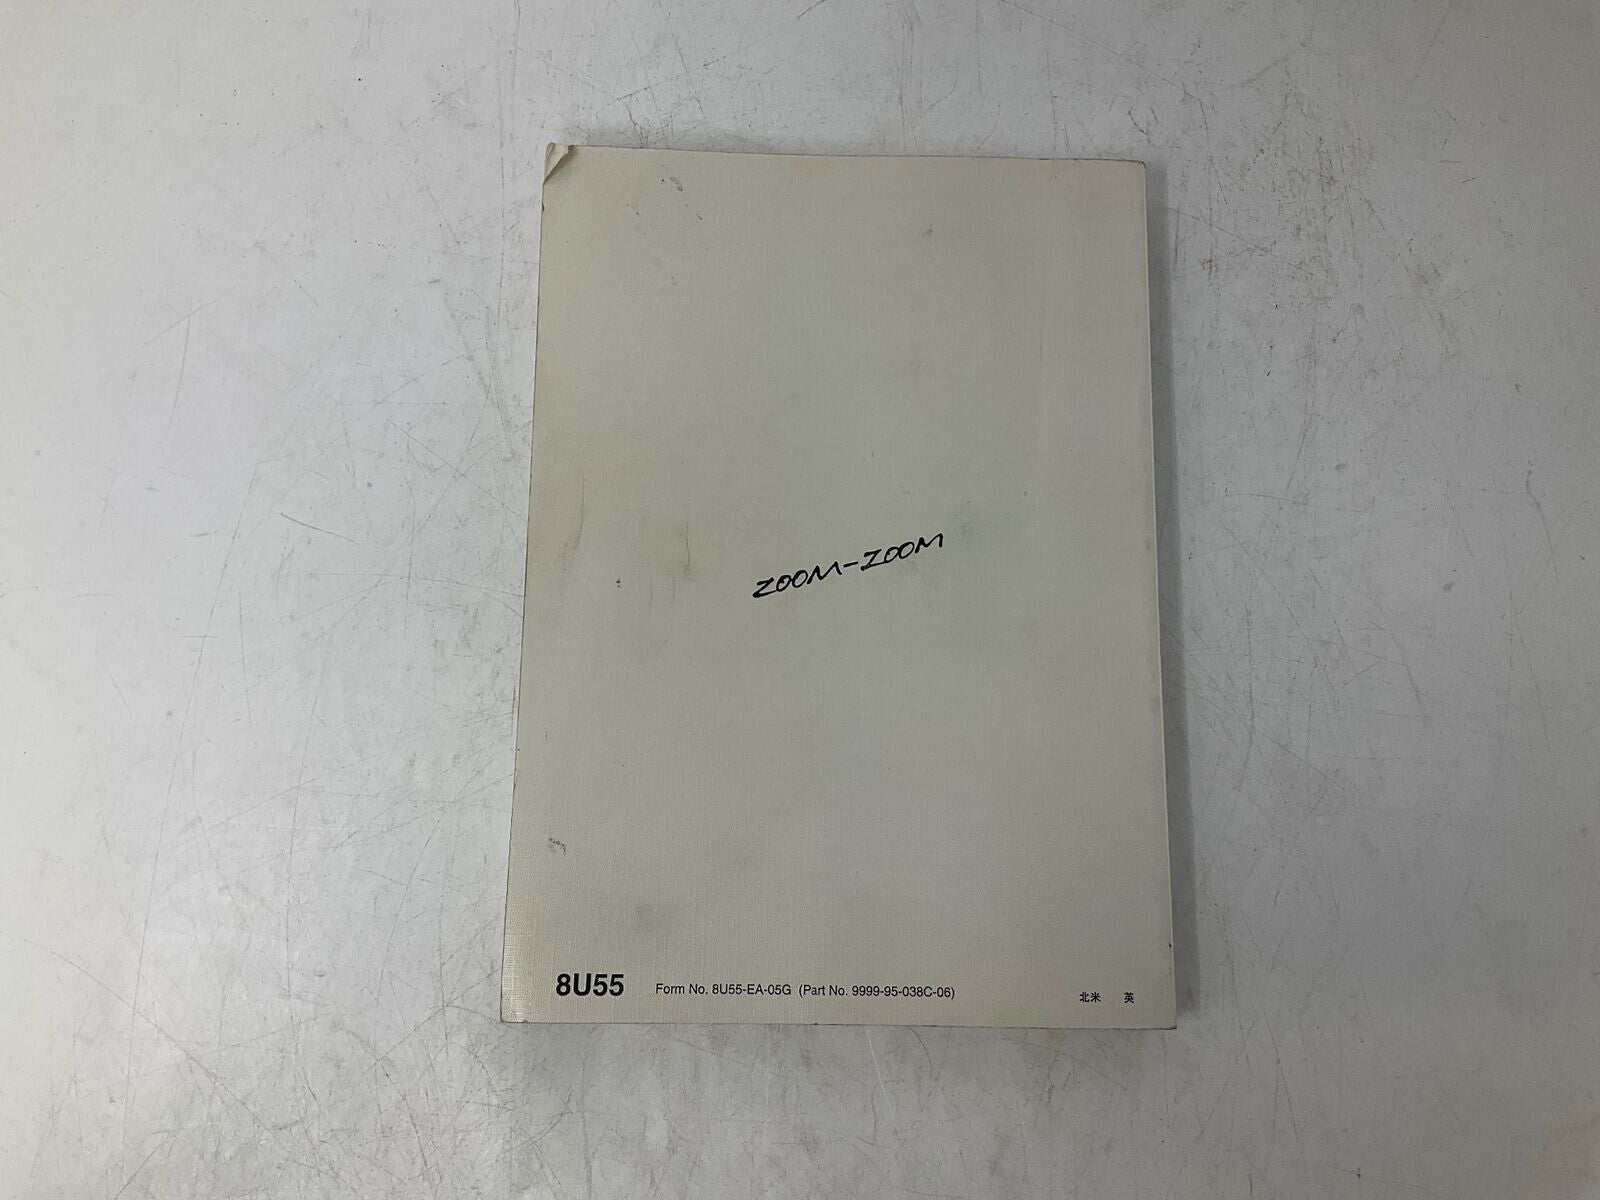 ZOOM-ZOOM
8U55 Form No. 8U55-EA-05G (Part No. 9999-95-038C-06) 北米 英